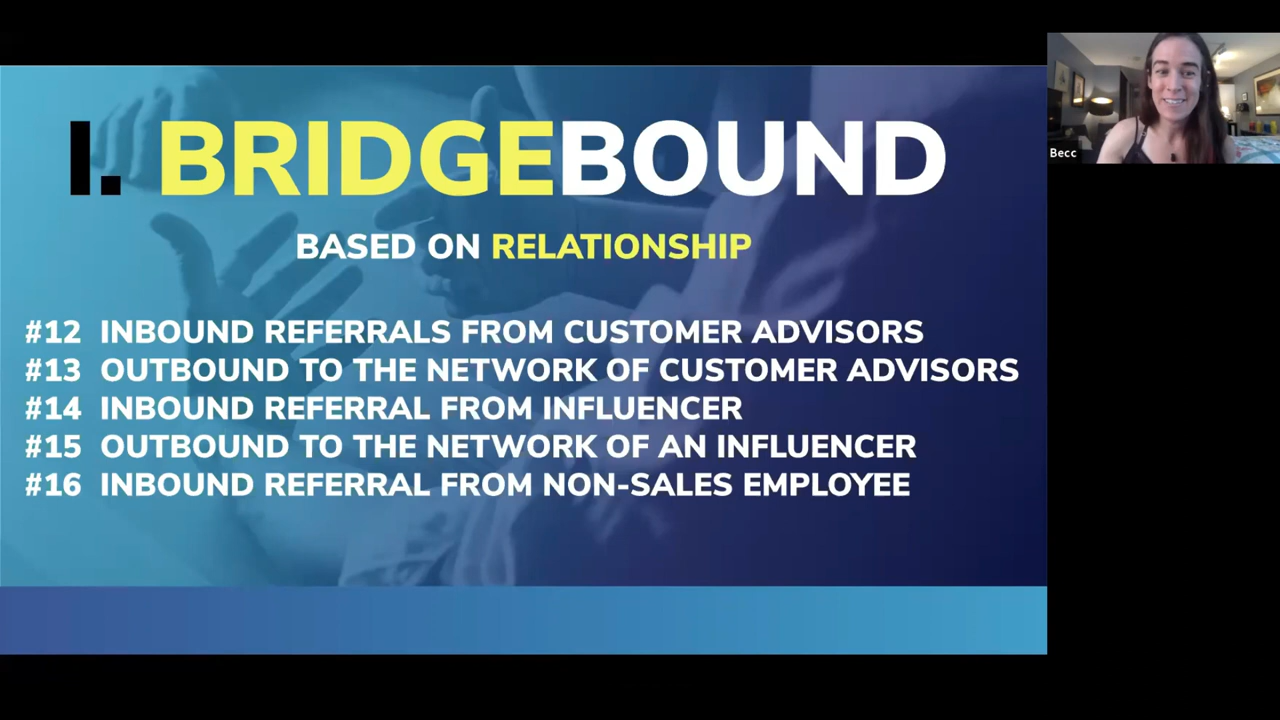 I. BRIDGEBOUND
BASED ON RELATIONSHIP
#12 INBOUND REFERRALS FROM CUSTOMER ADVISORS
#13 OUTBOUND TO THE NETWORK OF CUSTOMER ADVISORS
#14 INBOUND REFERRAL FROM INFLUENCER
#15 OUTBOUND TO THE NETWORK OF AN INFLUENCER
#16 INBOUND REFERRAL FROM NON-SALES EMPLOYEE
Becc